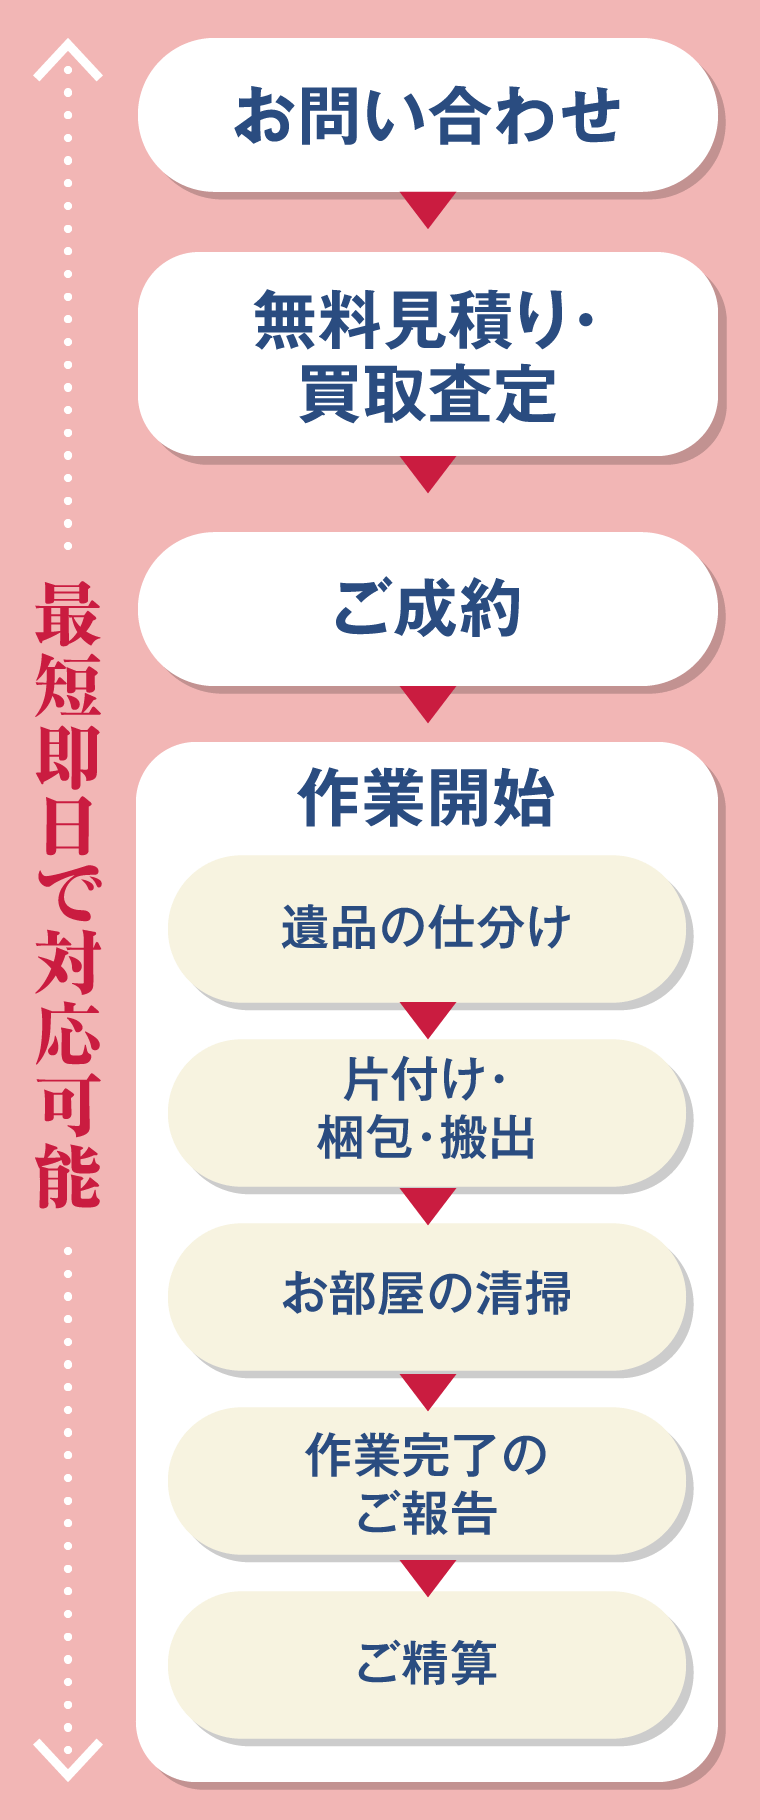 お問い合わせ
無料見積り・
買取査定
ご成約
作業開始
遺品の仕分け
片付け・
梱包・搬出
お部屋の清掃
作業完了の
ご報告
ご精算
最短即日で対応可能